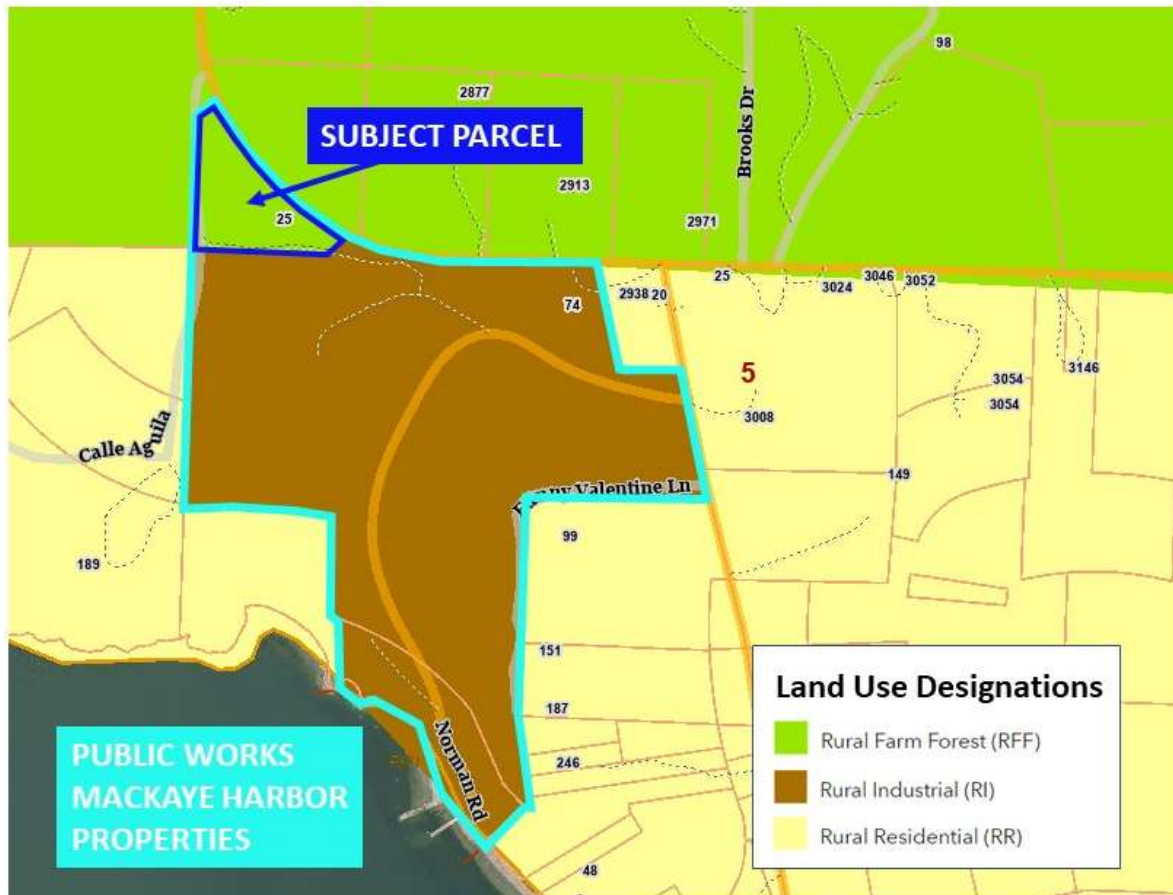 98
2877
Brooks Dr
SUBJECT PARCEL
2913
25
2971
25
3046
3052
3024
2938
20
74
3146
5
3054
3054
3008
Calle Aguila
149
Valentine Ln
99
189
151
187
246
Norman Rd
48
PUBLIC WORKS
MACKAYE HARBOR
PROPERTIES
Land Use Designations
Rural Farm Forest (RFF)
Rural Industrial (RI)
Rural Residential (RR)